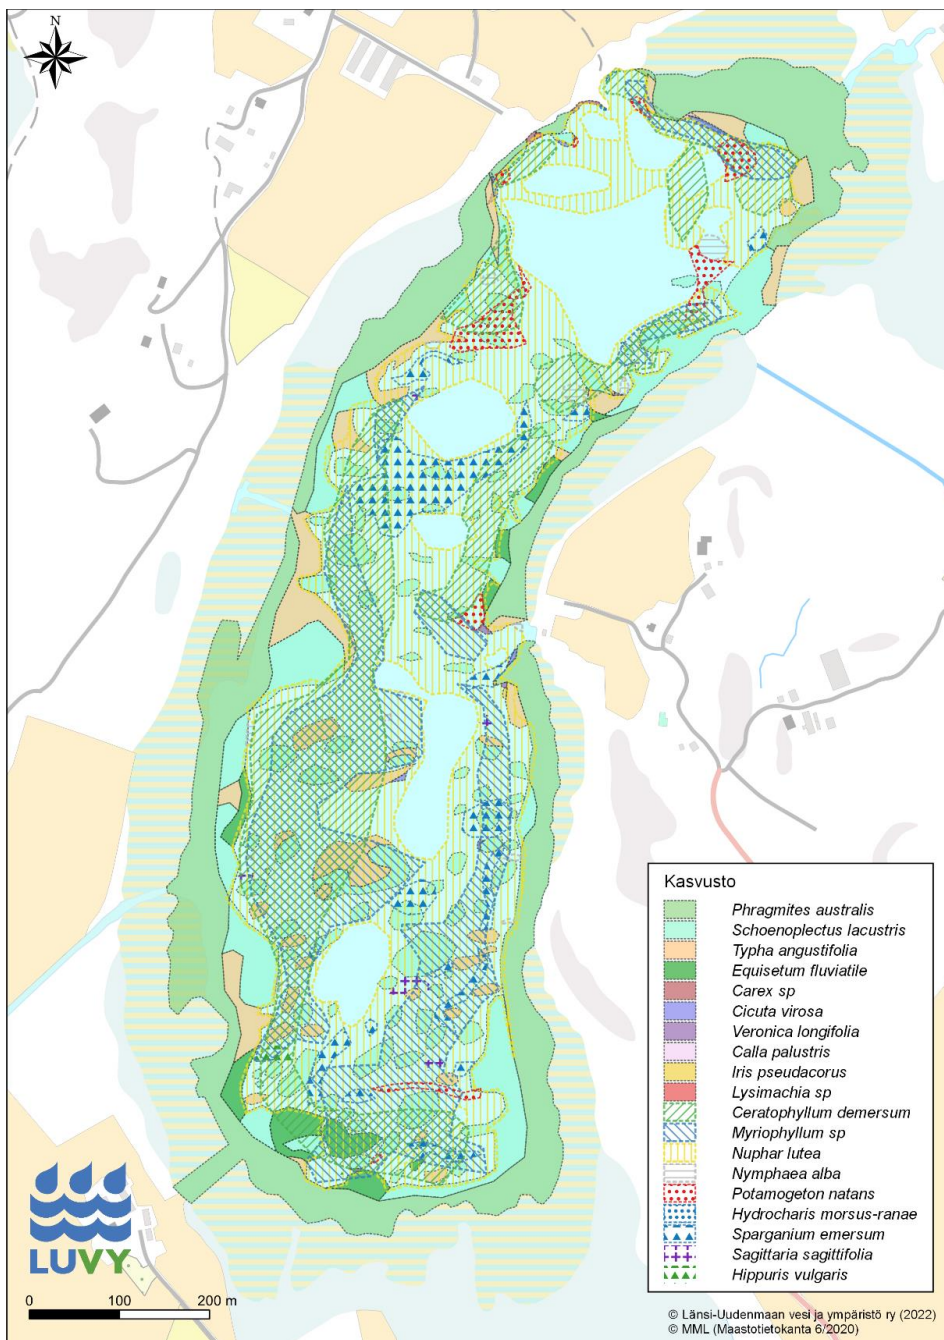 N
Kasvusto
Phragmites australis
Schoenoplectus lacustris
Typha angustifolia
Equisetum fluviatile
Carex sp
Cicuta virosa
Veronica longifolia
Calla palustris
Iris pseudacorus
Lysimachia sp
Ceratophyllum demersum
Myriophyllum sp
Nuphar lutea
Nymphaea alba
Potamogeton natans
Hydrocharis morsus-ranae
Sparganium emersum
Sagittaria sagittifolia
Hippuris vulgaris
LUVY
0 100 200 m
© Länsi-Uudenmaan vesi ja ympäristö ry (2022)
© MML (Maastotietokanta 6/2020)